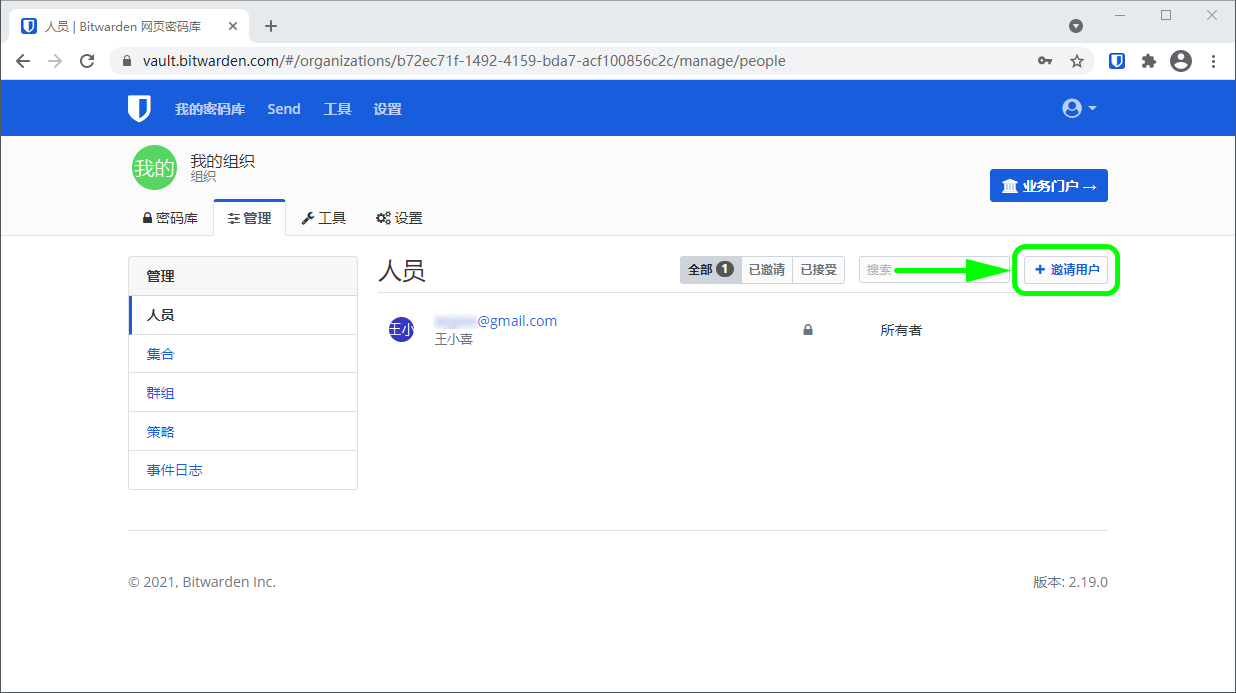 人员 | Bitwarden 网页密码库
vault.bitwarden.com/#/organizations/b72ec71f-1492-4159-bda7-acf100856c2c/manage/people
我的密码库 Send 工具 设置
我的
我的组织
组织
业务门户→
密码库 管理 工具 设置
管理
人员
集合
群组
策略
事件日志
人员
全部 1 已邀请 已接受
搜索
+ 邀请用户
王小
@gmail.com
王小喜
所有者
© 2021, Bitwarden Inc.
版本: 2.19.0